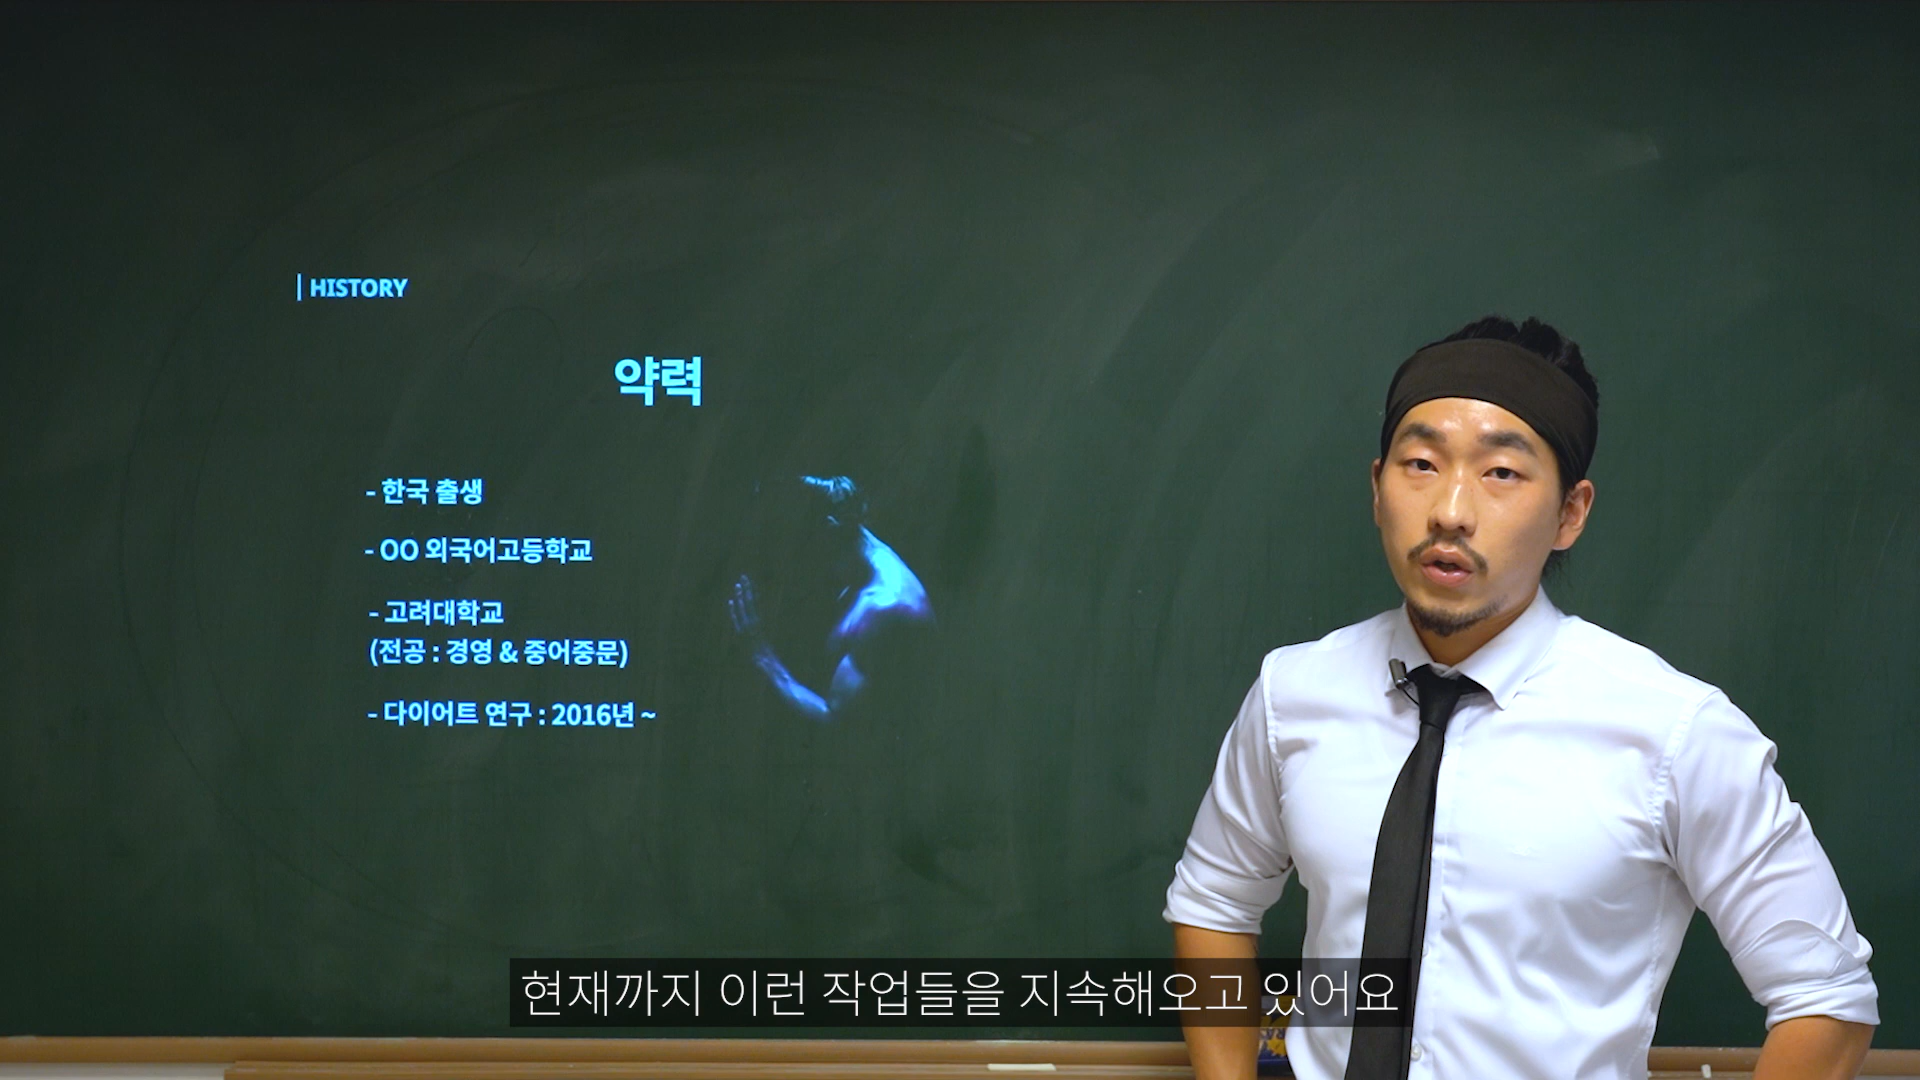 HISTORY
약력
- 한국 출생
- OO 외국어고등학교
- 고려대학교
(전공 : 경영 & 중어중문)
- 다이어트 연구 : 2016년 ~
현재까지 이런 작업들을 지속해오고 있어요